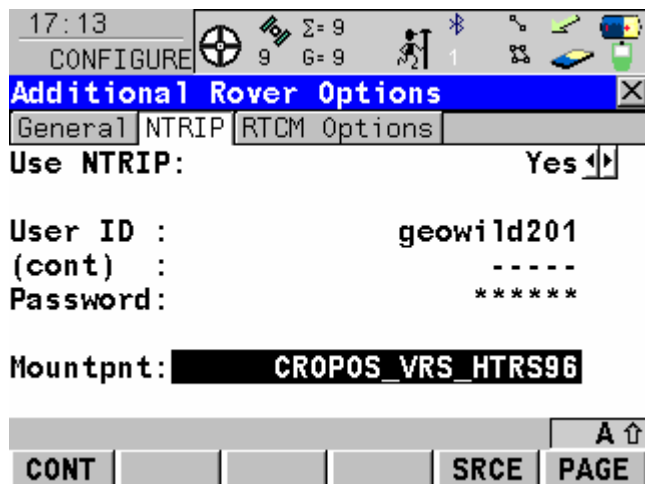 17:13
CONFIGURE
9
Σ= 9
G= 9
1
Additional Rover Options
General NTRIP RTCM Options
Use NTRIP: Yes
User ID : geowild201
(cont) : -----
Password: ******
Mountpnt: CROPOS_VRS_HTRS96
A
CONT SRCE PAGE